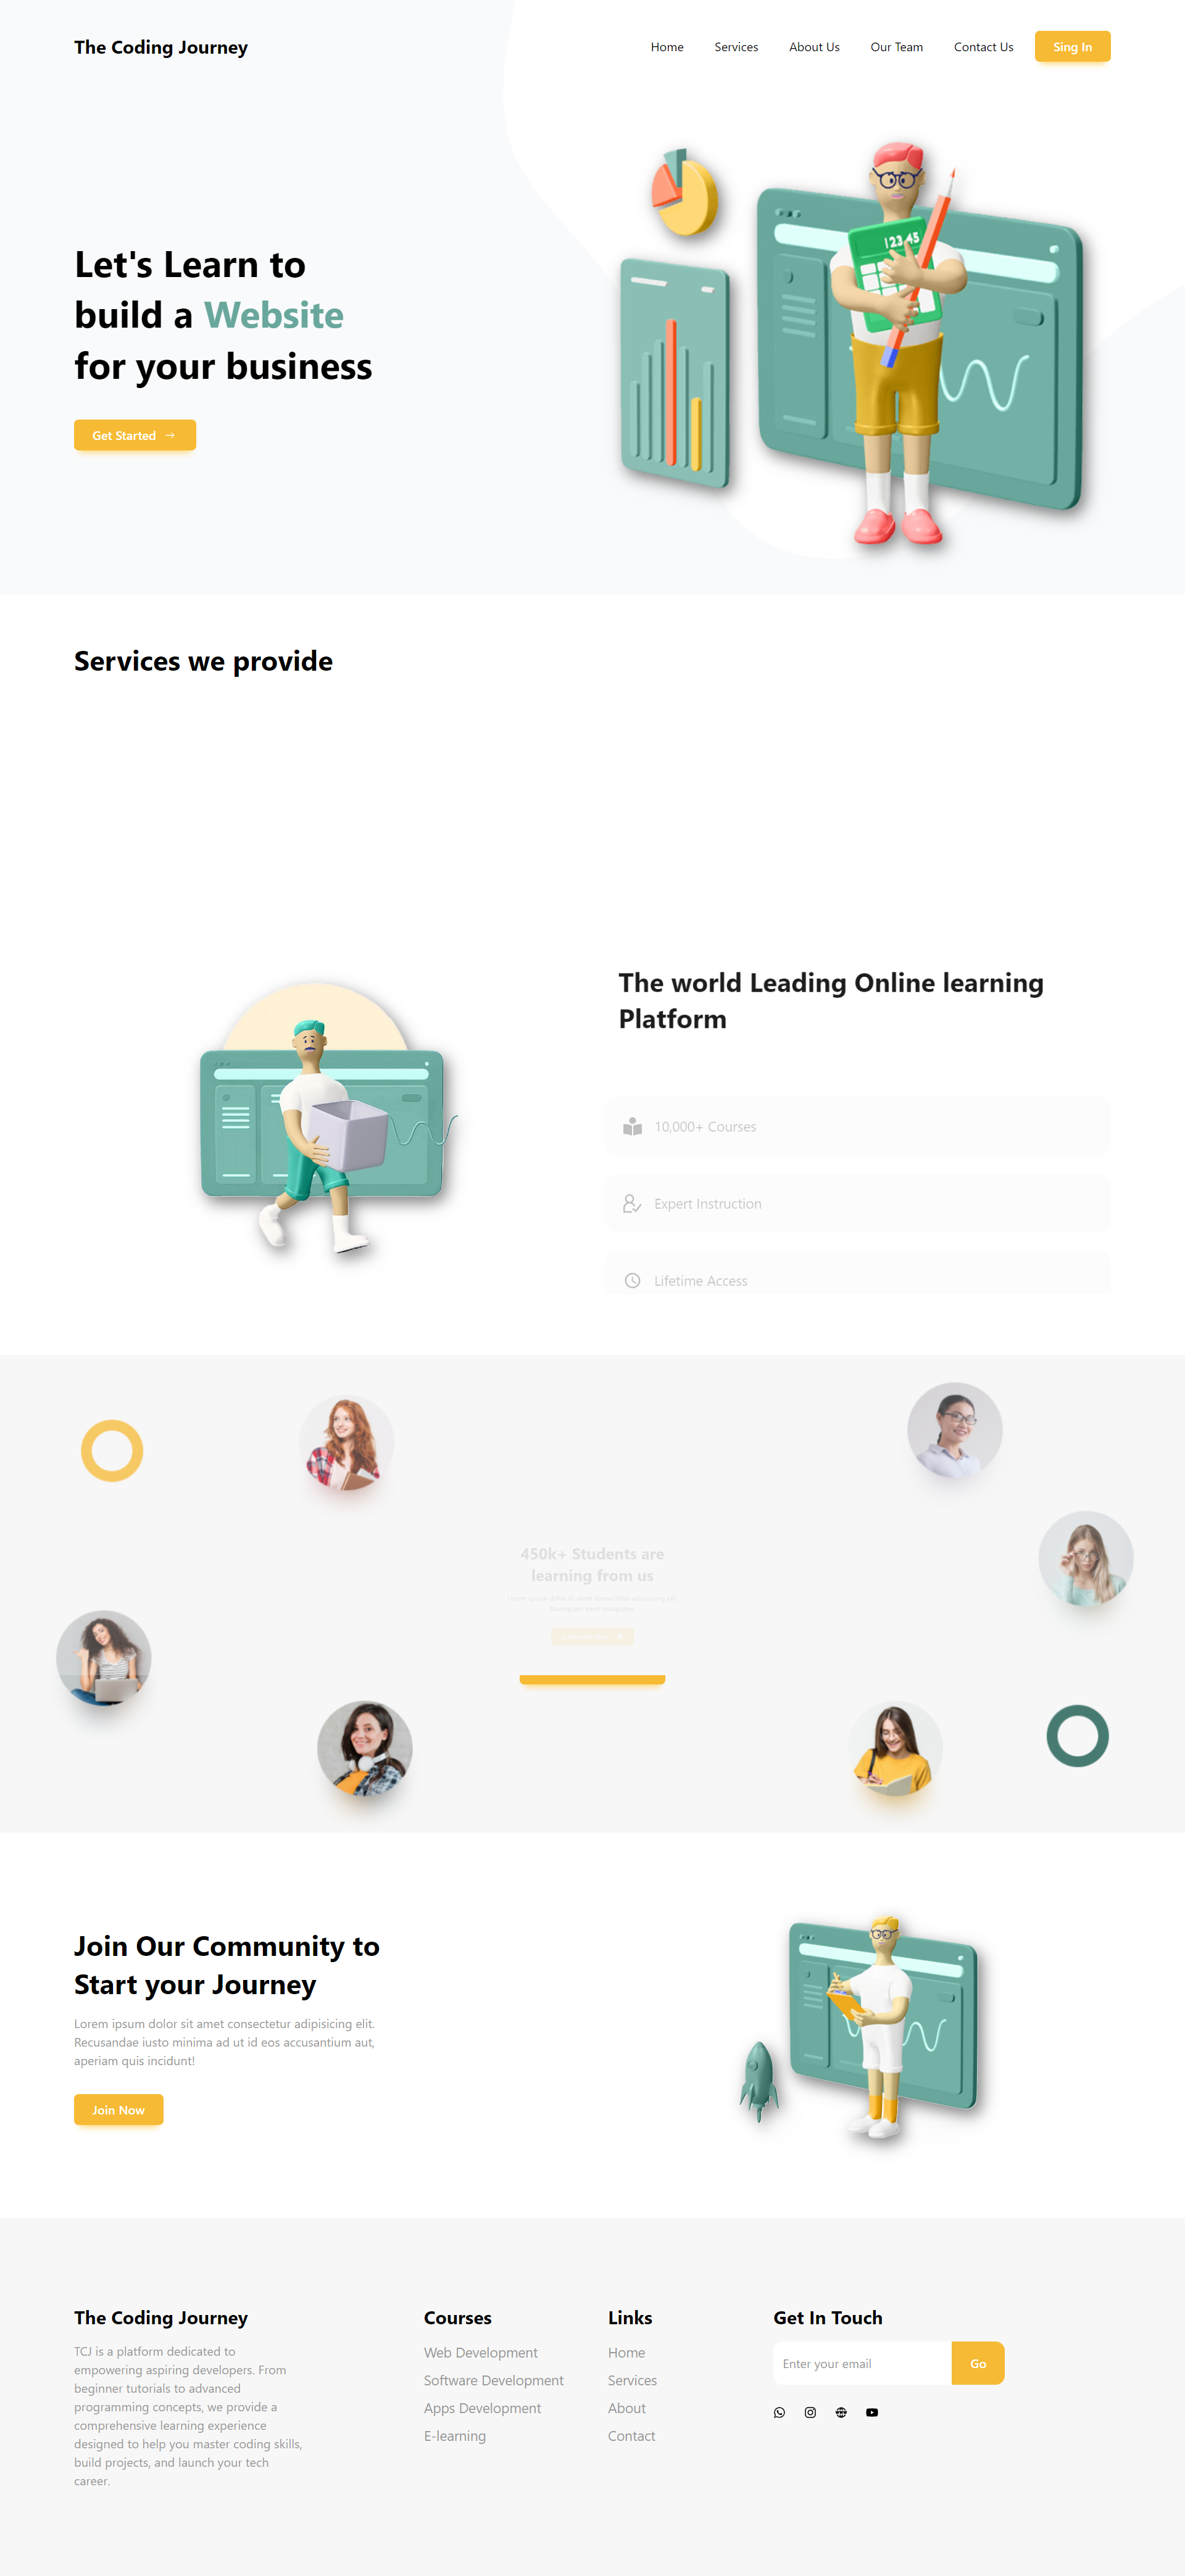 The Coding Journey
Home
Services
About Us
Our Team
Contact Us
Sing In
123.45
Let's Learn to
build a Website
for your business
Get Started
Services we provide
The world Leading Online learning
Platform
10,000+ Courses
Expert Instruction
Lifetime Access
450k+ Students are
learning from us
Join Our Community to
Start your Journey
Lorem ipsum dolor sit amet consectetur adipisicing elit.
Recusandae iusto minima ad ut id eos accusantium aut,
aperiam quis incidunt!
Join Now
The Coding Journey
TCJ is a platform dedicated to
empowering aspiring developers. From
beginner tutorials to advanced
programming concepts, we provide a
comprehensive learning experience
designed to help you master coding skills,
build projects, and launch your tech
career.
Courses
Web Development
Software Development
Apps Development
E-learning
Links
Home
Services
About
Contact
Get In Touch
Enter your email
Go